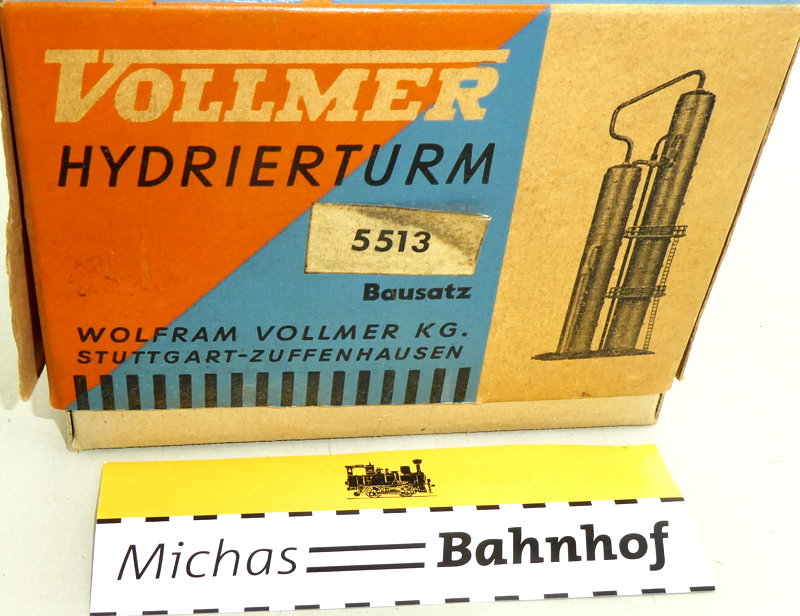 VOLLMER
HYDRIERTURM
5513
Bausatz
WOLFRAM VOLLMER KG.
STUTTGART-ZUFFENHAUSEN
Michas Bahnhof